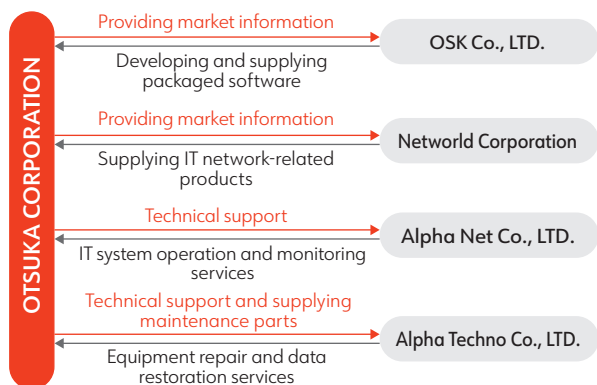 OTSUKA CORPORATION
Providing market information
OSK Co., LTD.
Developing and supplying
packaged software
Providing market information
Networld Corporation
Supplying IT network-related
products
Technical support
Alpha Net Co., LTD.
IT system operation and monitoring
services
Technical support and supplying
maintenance parts
Alpha Techno Co., LTD.
Equipment repair and data
restoration services